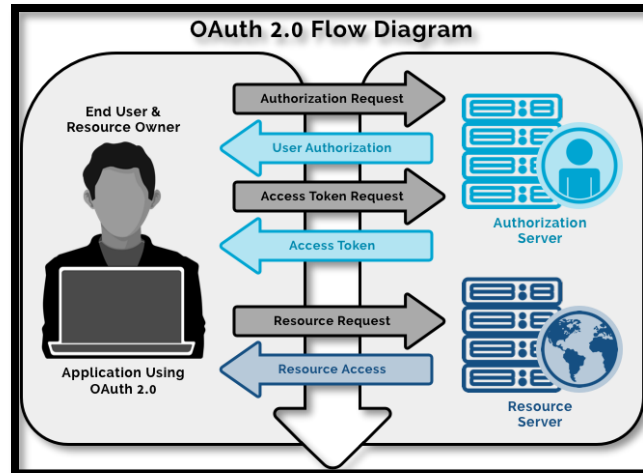 OAuth 2.0 Flow Diagram
End User &
Resource Owner
Application Using
OAuth 2.0
Authorization Request
User Authorization
Access Token Request
Access Token
Resource Request
Resource Access
Authorization
Server
Resource
Server